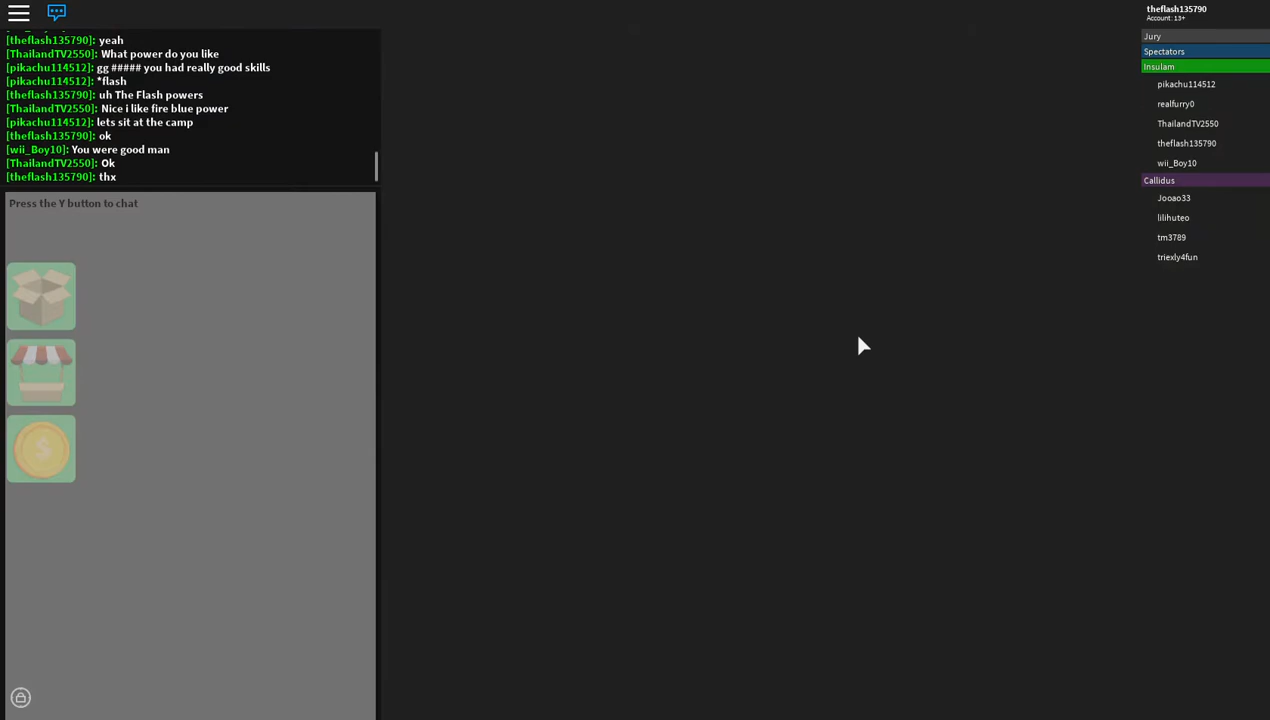 [theflash135790]: yeah
[ThailandTV2550]: What power do you like
[pikachu114512]: gg ##### you had really good skills
[pikachu114512]: *flash
[theflash135790]: uh The Flash powers
[ThailandTV2550]: Nice i like fire blue power
[pikachu114512]: lets sit at the camp
[theflash135790]: ok
[wii_Boy10]: You were good man
[ThailandTV2550]: Ok
[theflash135790]: thx
Press the Y button to chat
$
theflash135790
Account: 13+
Jury
Spectators
Insulam
pikachu114512
realfurry0
ThailandTV2550
theflash135790
wii_Boy10
Callidus
Jooao33
lilihuteo
tm3789
triexly4fun